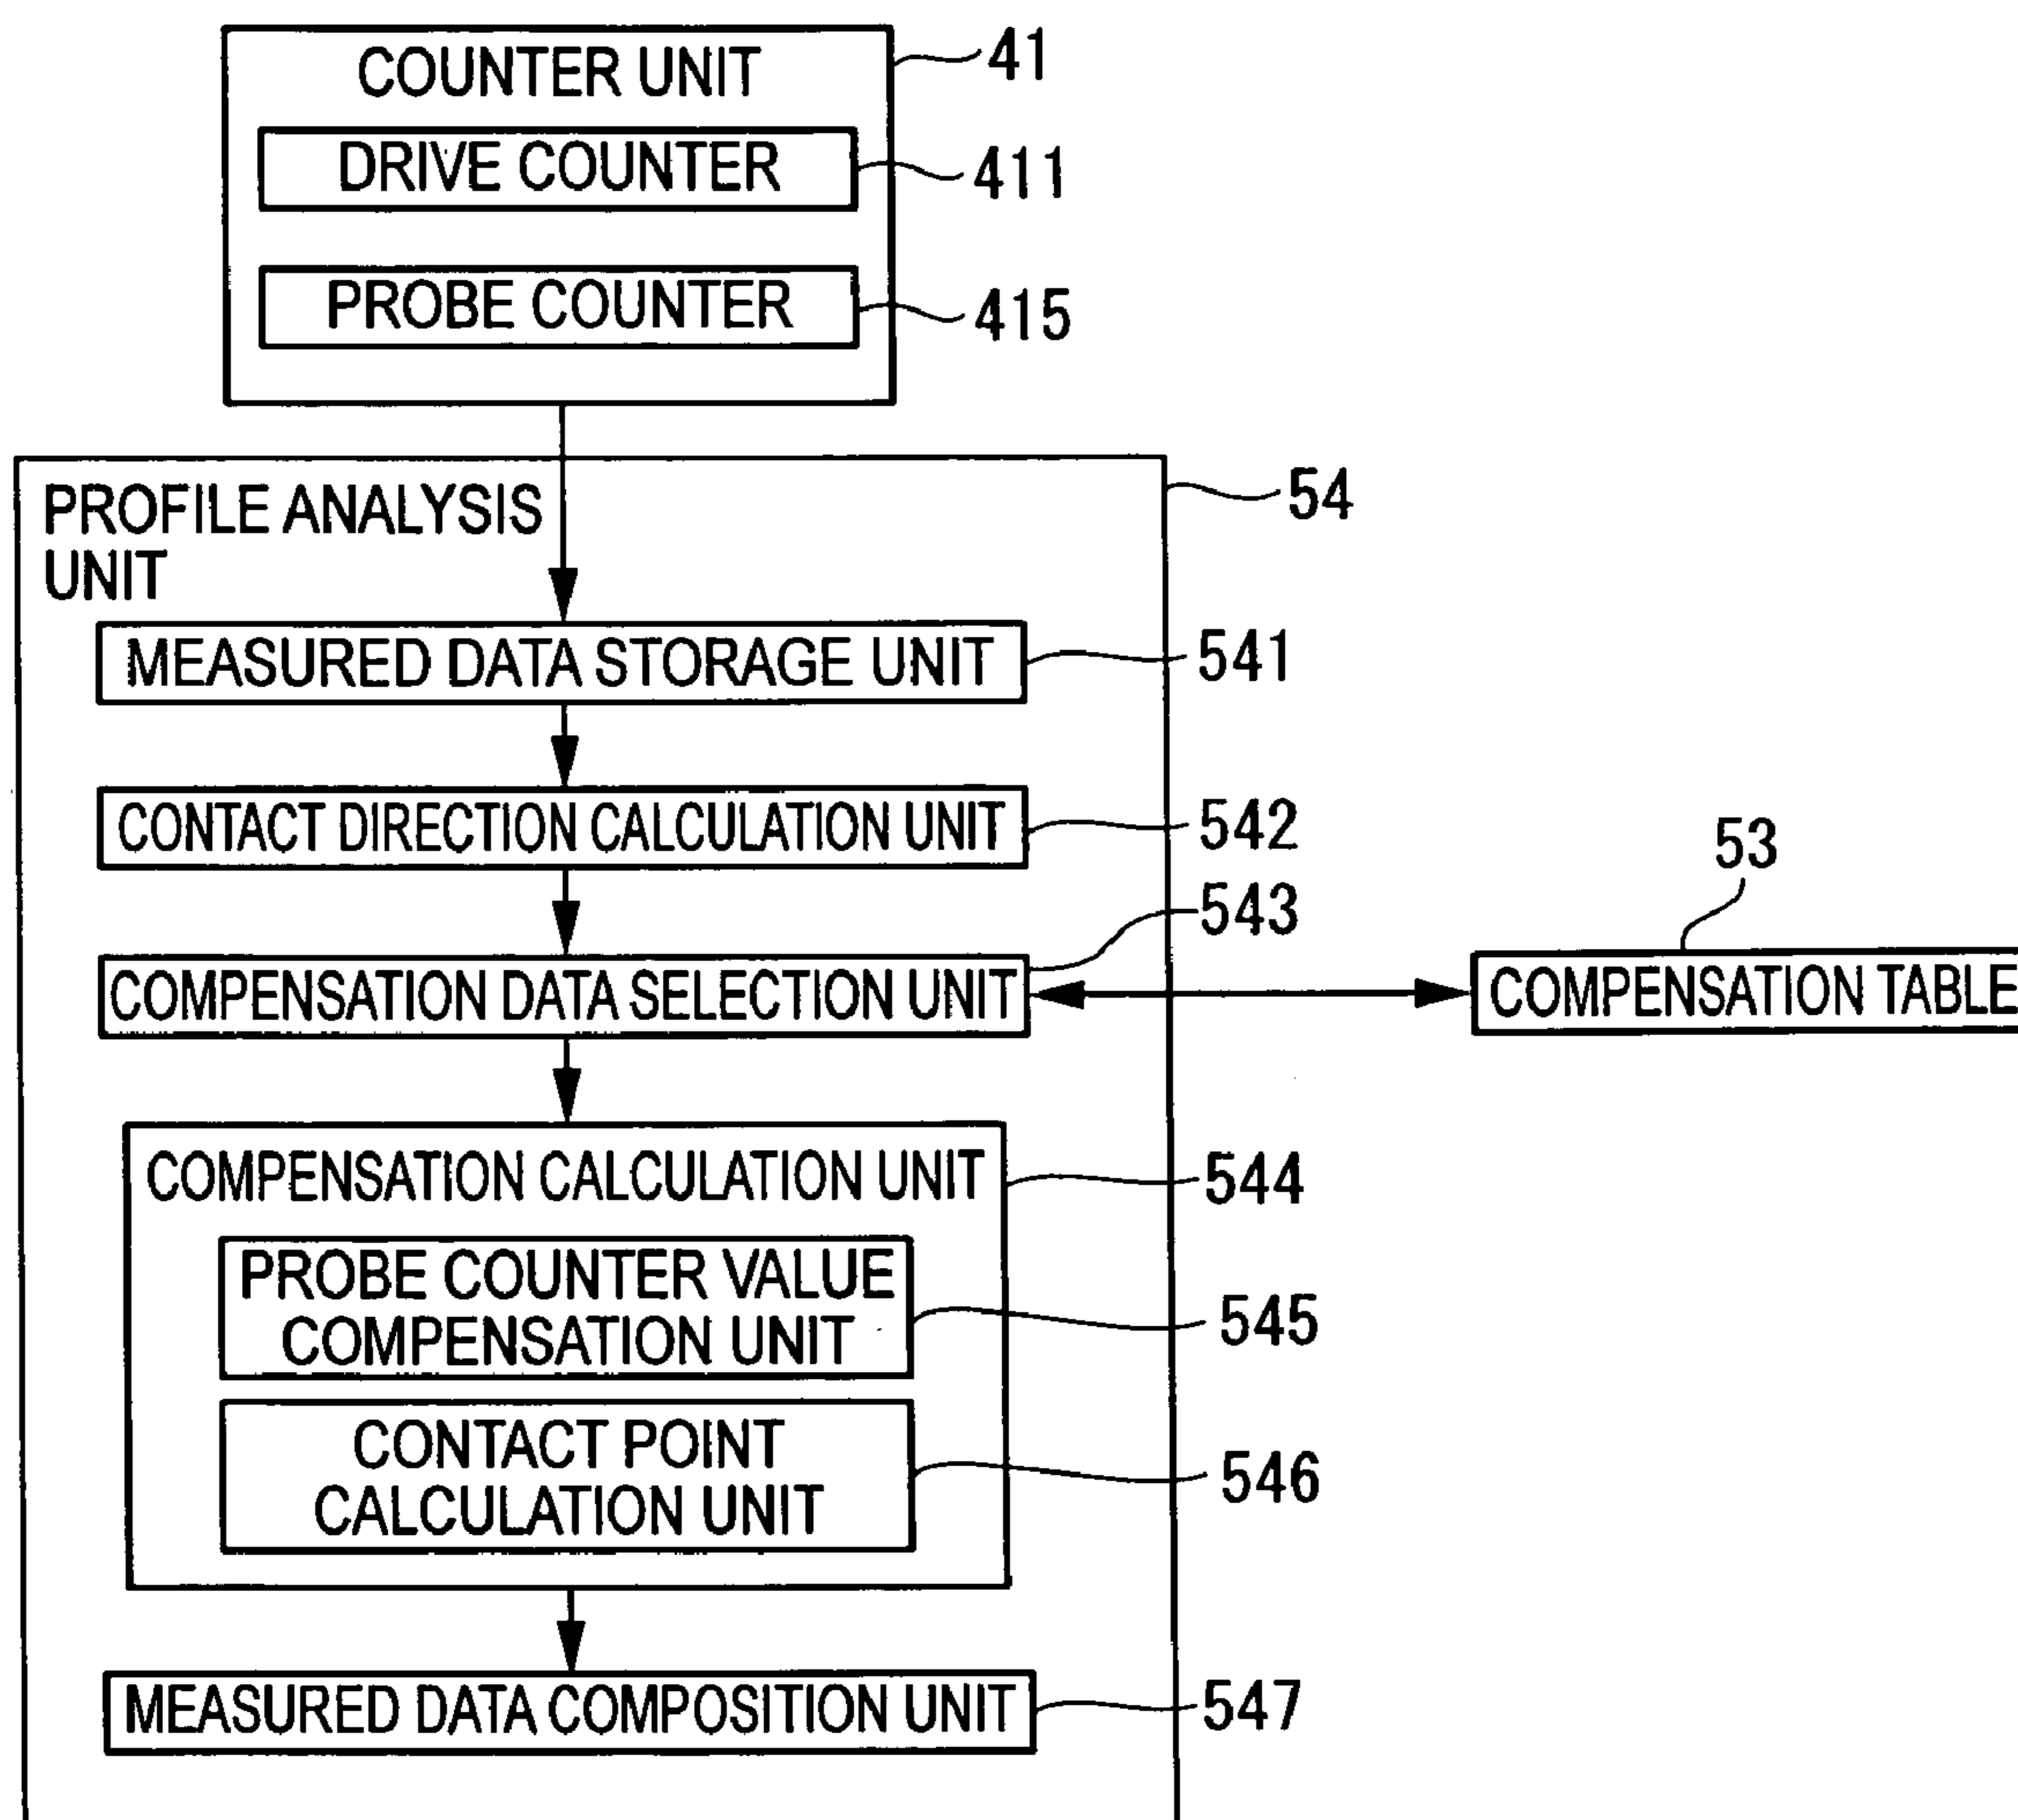 COUNTER UNIT
41
DRIVE COUNTER
411
PROBE COUNTER
415
PROFILE ANALYSIS
UNIT
54
MEASURED DATA STORAGE UNIT
541
CONTACT DIRECTION CALCULATION UNIT
542
53
543
COMPENSATION DATA SELECTION UNIT
COMPENSATION TABLE
COMPENSATION CALCULATION UNIT
544
PROBE COUNTER VALUE
COMPENSATION UNIT
545
CONTACT POINT
CALCULATION UNIT
546
MEASURED DATA COMPOSITION UNIT
547